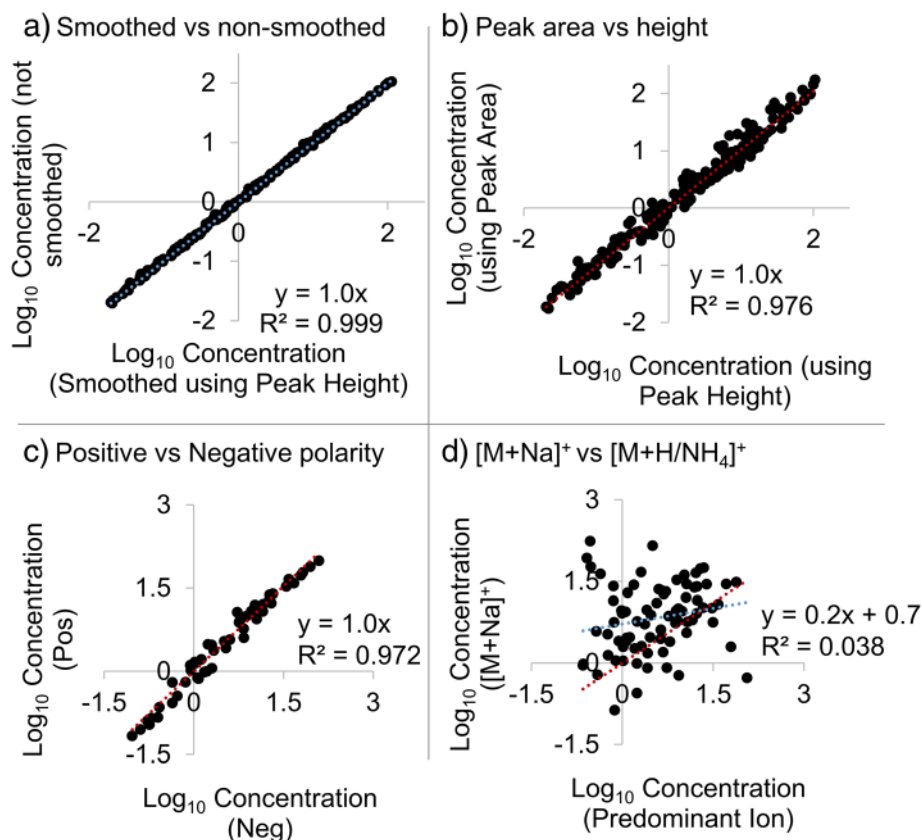 a) Smoothed vs non-smoothed
Log₁₀ Concentration (not
smoothed)
2
1
0
-2
0
2
-1
-2
y = 1.0x
R² = 0.999
Log₁₀ Concentration
(Smoothed using Peak Height)
b) Peak area vs height
Log₁₀ Concentration
(using Peak Area)
2
1
0
-2
0
2
-1
-2
y = 1.0x
R² = 0.976
Log₁₀ Concentration (using
Peak Height)
c) Positive vs Negative polarity
Log₁₀ Concentration
(Pos)
3
1.5
0
-1.5
0
1.5
3
-1.5
y = 1.0x
R² = 0.972
Log₁₀ Concentration
(Neg)
d) [M+Na]⁺ vs [M+H/NH₄]⁺
Log₁₀ Concentration
([M+Na]⁺)
3
1.5
0
-1.5
0
1.5
3
-1.5
y = 0.2x + 0.7
R² = 0.038
Log₁₀ Concentration
(Predominant Ion)